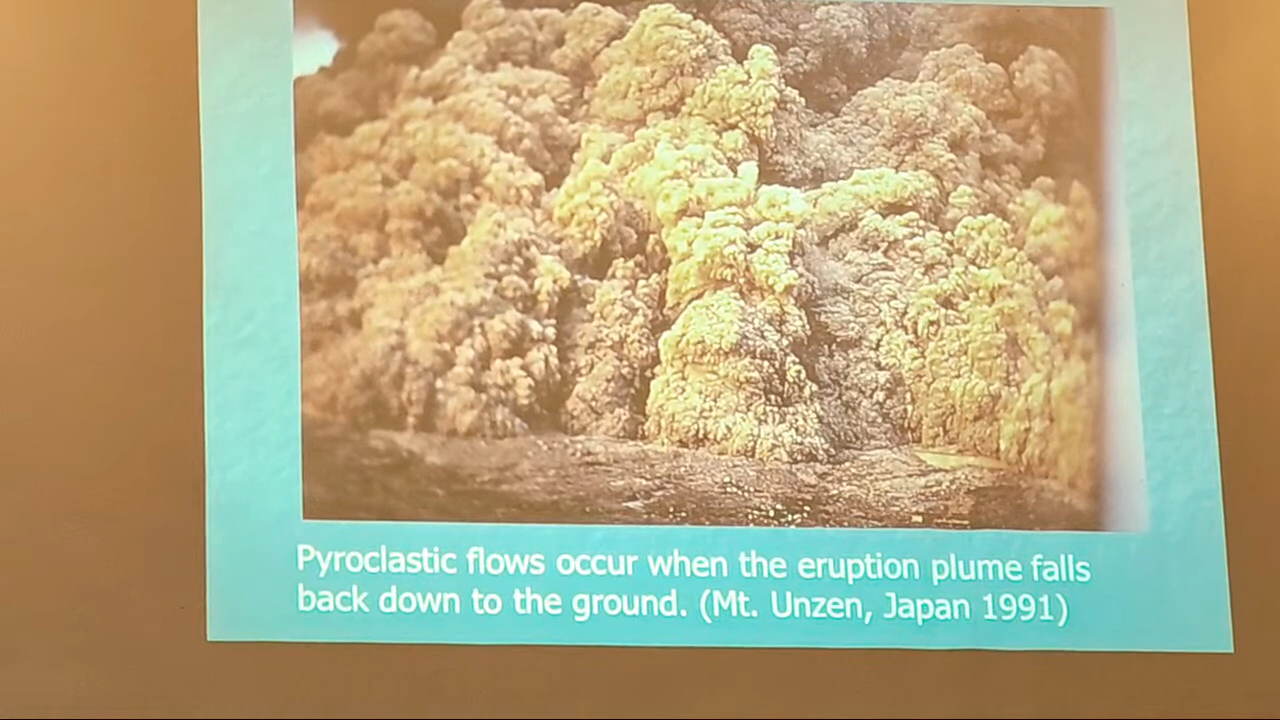 Pyroclastic flows occur when the eruption plume falls
back down to the ground. (Mt. Unzen, Japan 1991)